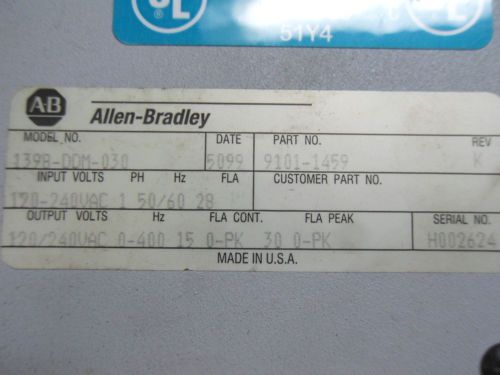 UL
®
51Y4
C
UL
A-B
Allen-Bradley
MODEL NO. DATE PART NO. REV
1398-DDM-030 5099 9101-1459 K
INPUT VOLTS PH Hz FLA CUSTOMER PART NO.
120-240VAC 1 50/60 28
OUTPUT VOLTS Hz FLA CONT. FLA PEAK SERIAL NO.
120/240VAC 0-400 15 0-PK 30 0-PK H002624
MADE IN U.S.A.